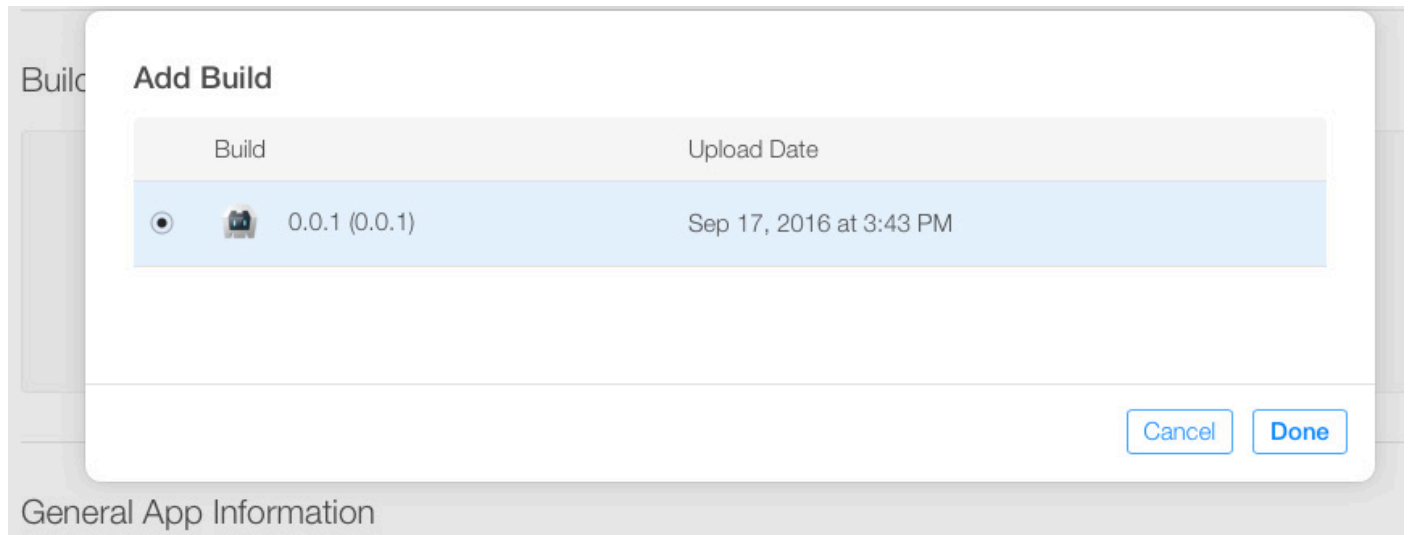 Add Build
Build Upload Date
0.0.1 (0.0.1) Sep 17, 2016 at 3:43 PM
Cancel Done
General App Information